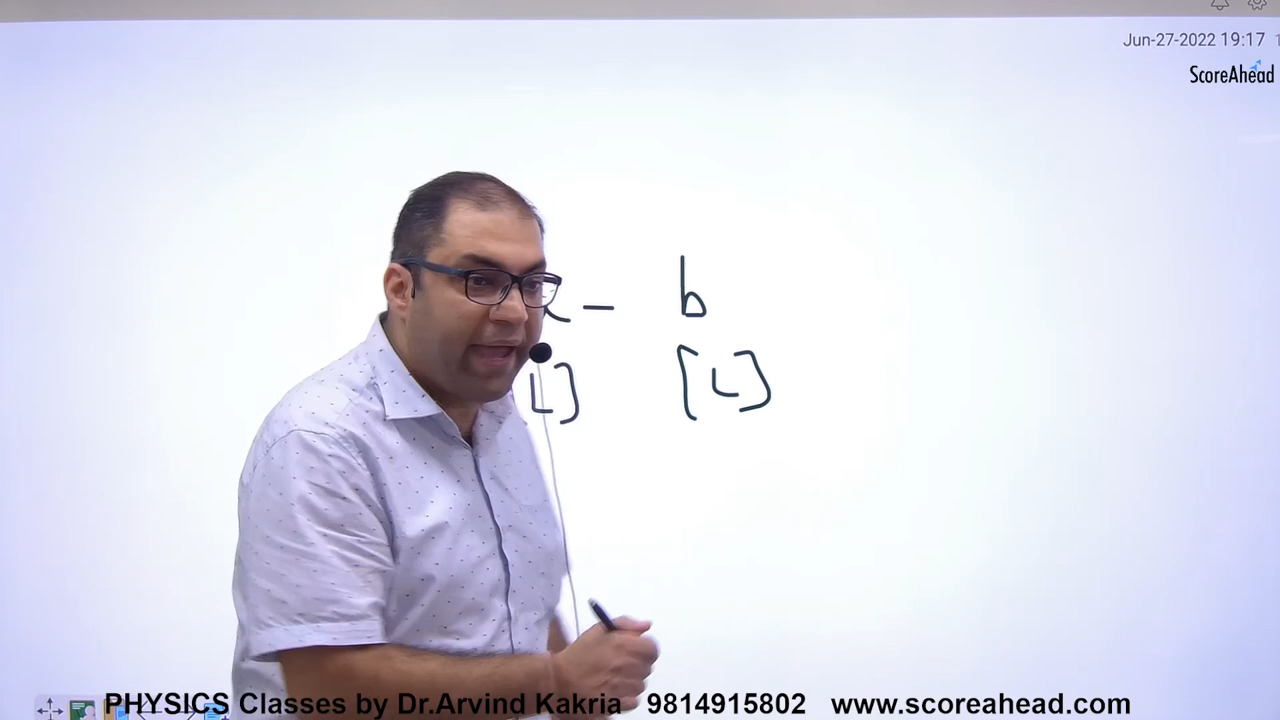 Jun-27-2022 19:17
ScoreAhead
- b
L] [L]
PHYSICS Classes by Dr.Arvind Kakria 9814915802 www.scoreahead.com